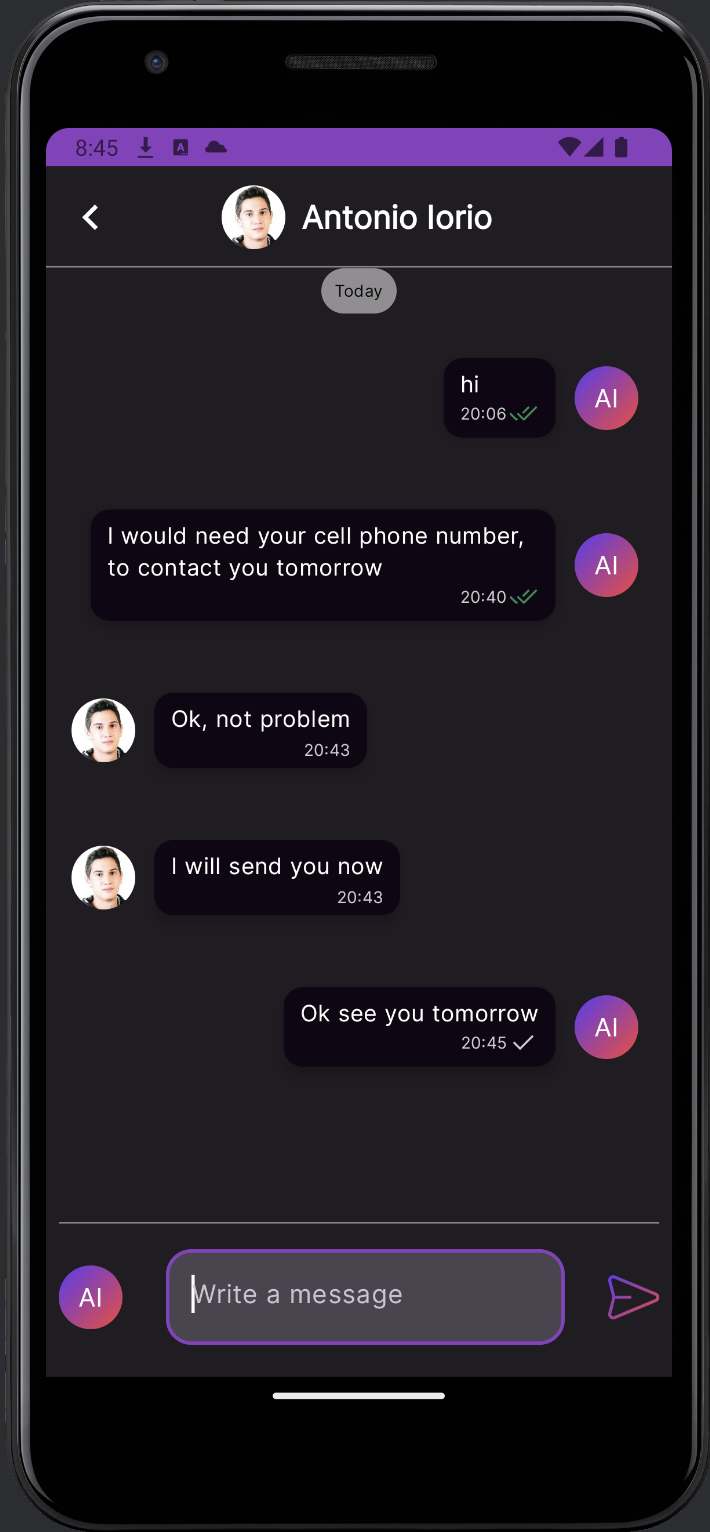 8:45
A
Antonio Iorio
Today
hi
20:06
AI
I would need your cell phone number,
to contact you tomorrow
20:40
AI
Ok, not problem
20:43
I will send you now
20:43
Ok see you tomorrow
20:45
AI
AI
Write a message